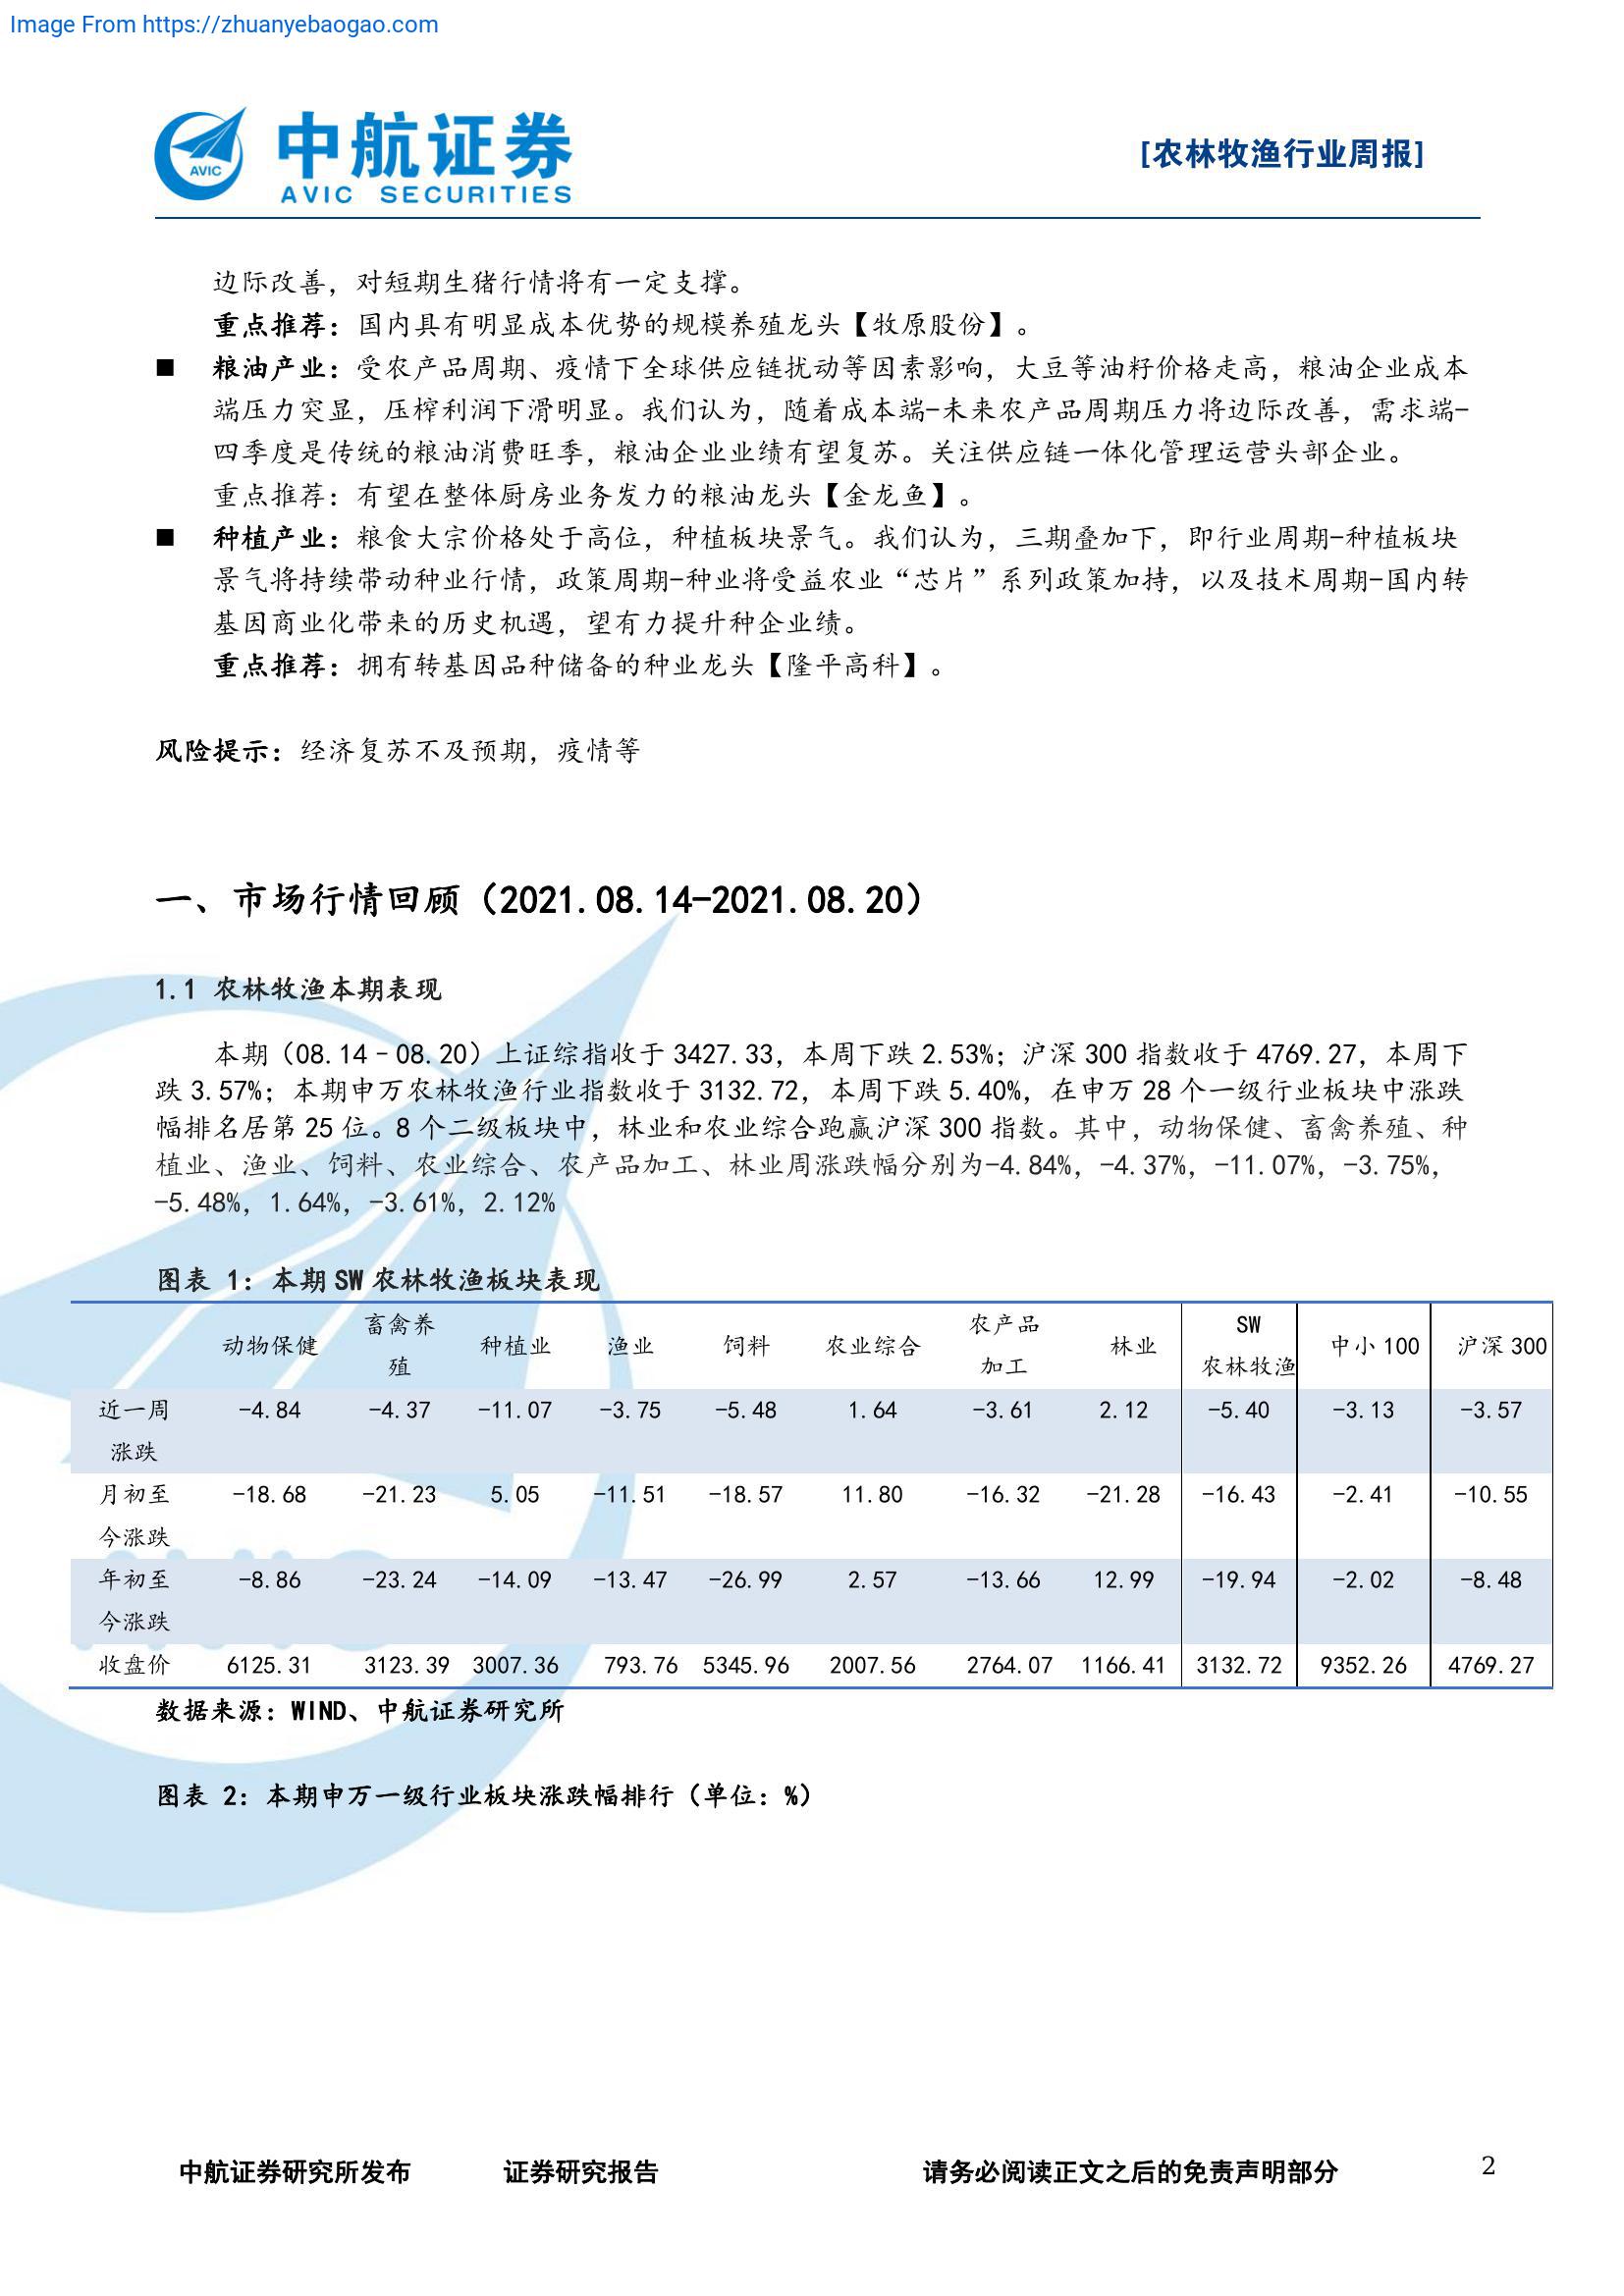 Image From https://zhuanyebaogao.com
AVIC
中航证券
AVIC SECURITIES
[农林牧渔行业周报]
边际改善，对短期生猪行情将有一定支撑。
重点推荐：国内具有明显成本优势的规模养殖龙头【牧原股份】。
■ 粮油产业：受农产品周期、疫情下全球供应链扰动等因素影响，大豆等油籽价格走高，粮油企业成本
端压力突显，压榨利润下滑明显。我们认为，随着成本端-未来农产品周期压力将边际改善，需求端-
四季度是传统的粮油消费旺季，粮油企业业绩有望复苏。关注供应链一体化管理运营头部企业。
重点推荐：有望在整体厨房业务发力的粮油龙头【金龙鱼】。
■ 种植产业：粮食大宗价格处于高位，种植板块景气。我们认为，三期叠加下，即行业周期-种植板块
景气将持续带动种业行情，政策周期-种业将受益农业“芯片”系列政策加持，以及技术周期-国内转
基因商业化带来的历史机遇，望有力提升种企业绩。
重点推荐：拥有转基因品种储备的种业龙头【隆平高科】。
风险提示：经济复苏不及预期，疫情等
一、市场行情回顾（2021.08.14-2021.08.20）
1.1 农林牧渔本期表现
本期（08.14–08.20）上证综指收于 3427.33，本周下跌 2.53%；沪深 300 指数收于 4769.27，本周下
跌 3.57%；本期申万农林牧渔行业指数收于 3132.72，本周下跌 5.40%，在申万 28 个一级行业板块中涨跌
幅排名居第 25 位。8 个二级板块中，林业和农业综合跑赢沪深 300 指数。其中，动物保健、畜禽养殖、种
植业、渔业、饲料、农业综合、农产品加工、林业周涨跌幅分别为-4.84%，-4.37%，-11.07%，-3.75%，
-5.48%，1.64%，-3.61%，2.12%
图表 1：本期 SW 农林牧渔板块表现
动物保健 畜禽养 种植业 渔业 饲料 农业综合 农产品 林业 SW 中小 100 沪深 300
殖 加工 农林牧渔
近一周 -4.84 -4.37 -11.07 -3.75 -5.48 1.64 -3.61 2.12 -5.40 -3.13 -3.57
涨跌
月初至 -18.68 -21.23 5.05 -11.51 -18.57 11.80 -16.32 -21.28 -16.43 -2.41 -10.55
今涨跌
年初至 -8.86 -23.24 -14.09 -13.47 -26.99 2.57 -13.66 12.99 -19.94 -2.02 -8.48
今涨跌
收盘价 6125.31 3123.39 3007.36 793.76 5345.96 2007.56 2764.07 1166.41 3132.72 9352.26 4769.27
数据来源：WIND、中航证券研究所
图表 2：本期申万一级行业板块涨跌幅排行（单位：%）
中航证券研究所发布 证券研究报告 请务必阅读正文之后的免责声明部分 2